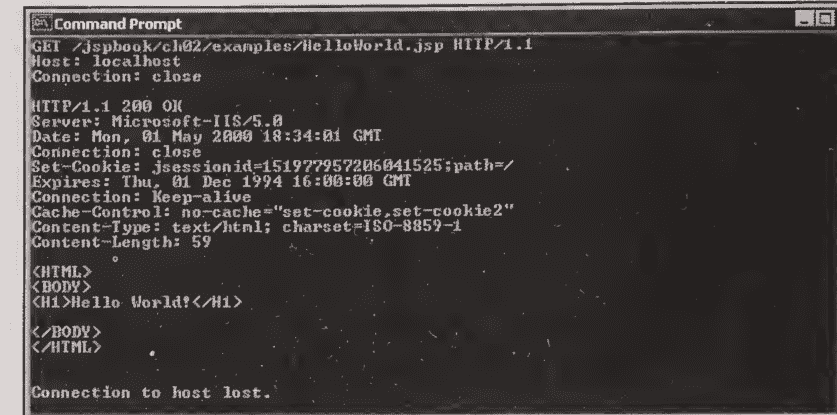 Command Prompt
GET /jspbook/ch02/examples/HelloWorld.jsp HTTP/1.1
Host: localhost
Connection: close
HTTP/1.1 200 OK
Server: Microsoft-IIS/5.0
Date: Mon, 01 May 2000 18:34:01 GMT
Connection: close
Set-Cookie: jsessionid=151977957206041525;path=/
Expires: Thu, 01 Dec 1994 16:00:00 GMT
Connection: Keep-alive
Cache-Control: no-cache="set-cookie,set-cookie2"
Content-Type: text/html; charset=ISO-8859-1
Content-Length: 59
<HTML>
<BODY>
<H1>Hello World!</H1>
</BODY>
</HTML>
Connection to host lost.